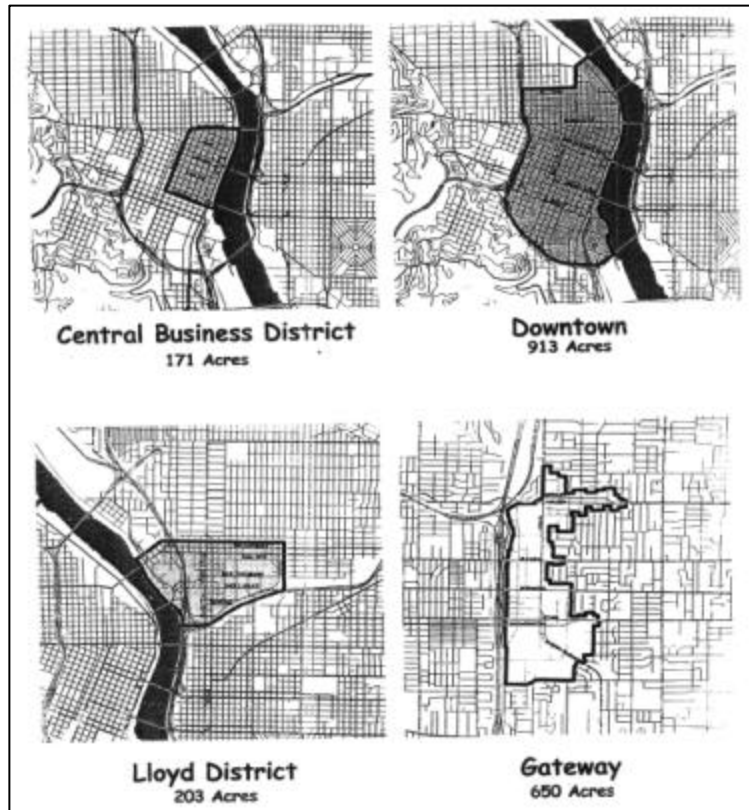 Central Business District
171 Acres
Downtown
913 Acres
Lloyd District
203 Acres
Gateway
650 Acres